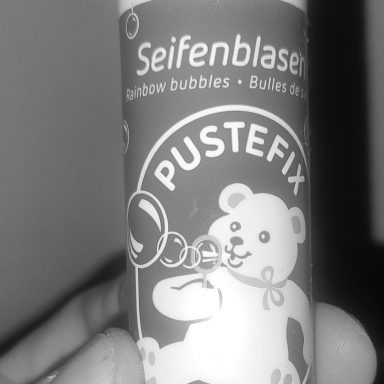 Seifenblasen
Rainbow bubbles • Bulles de
PUSTEFIX